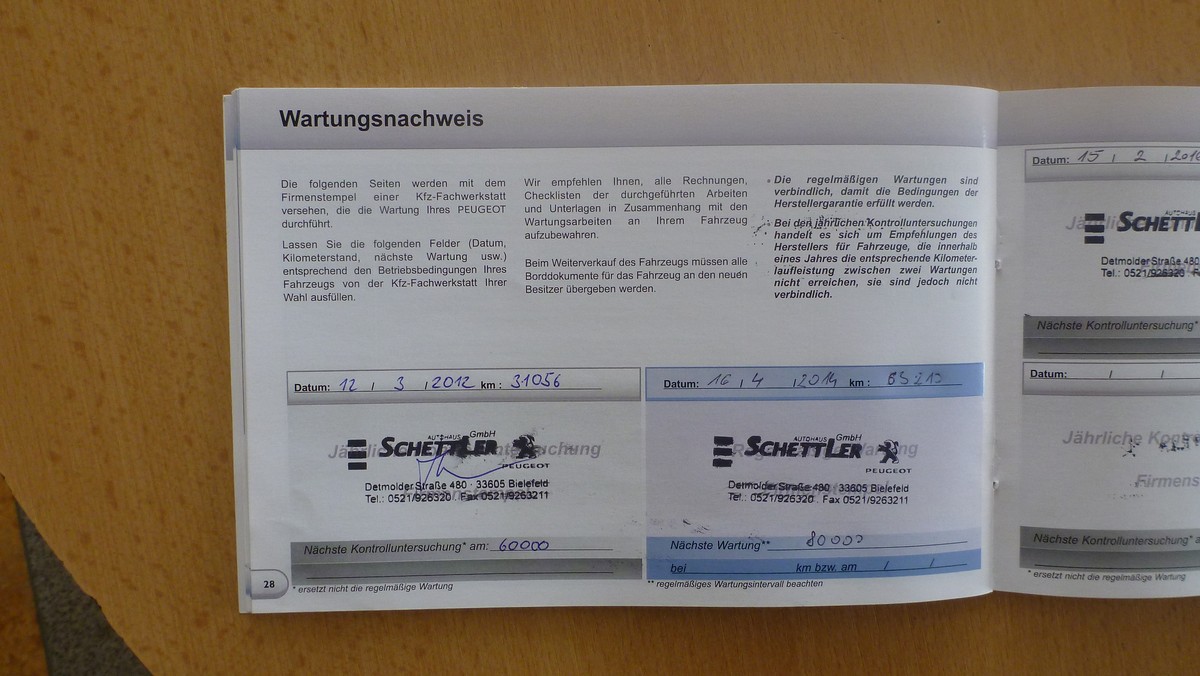 Wartungsnachweis
Die folgenden Seiten werden mit dem
Firmenstempel einer Kfz-Fachwerkstatt
versehen, die die Wartung Ihres PEUGEOT
durchführt.
Lassen Sie die folgenden Felder (Datum,
Kilometerstand, nächste Wartung usw.)
entsprechend den Betriebsbedingungen Ihres
Fahrzeugs von der Kfz-Fachwerkstatt Ihrer
Wahl ausfüllen.
Wir empfehlen Ihnen, alle Rechnungen,
Checklisten der durchgeführten Arbeiten
und Unterlagen in Zusammenhang mit den
Wartungsarbeiten an Ihrem Fahrzeug
aufzubewahren.
Beim Weiterverkauf des Fahrzeugs müssen alle
Borddokumente für das Fahrzeug an den neuen
Besitzer übergeben werden.
Die regelmäßigen Wartungen sind
verbindlich, damit die Bedingungen der
Herstellergarantie erfüllt werden.
Bei den jährlichen Kontrolluntersuchungen
handelt es sich um Empfehlungen des
Herstellers für Fahrzeuge, die innerhalb
eines Jahres die entsprechende Kilometer-
laufleistung zwischen zwei Wartungen
nicht erreichen, sie sind jedoch nicht
verbindlich.
Datum: 12 / 3 / 2012 km : 31056
AUTOHAUS GmbH
SCHETTLER
PEUGEOT
Detmolder Straße 480 · 33605 Bielefeld
Tel.: 0521/926320 Fax 0521/9263211
Nächste Kontrolluntersuchung* am: 60000
* ersetzt nicht die regelmäßige Wartung
28
Datum: 16 / 4 / 2014 km :
AUTOHAUS GmbH
SCHETTLER
PEUGEOT
Detmolder Straße 480 · 33605 Bielefeld
Tel.: 0521/926320 Fax 0521/9263211
Nächste Wartung** 80000
bei km bzw. am / /
** regelmäßiges Wartungsintervall beachten
Datum: 15 / 2 /
Detmolder Straße 480
Tel.: 0521/926320
Nächste Kontrolluntersuchung*
Datum: / /
Jährliche
Nächste Kontrolluntersuchung*
* ersetzt nicht die regelmäßige Wartung